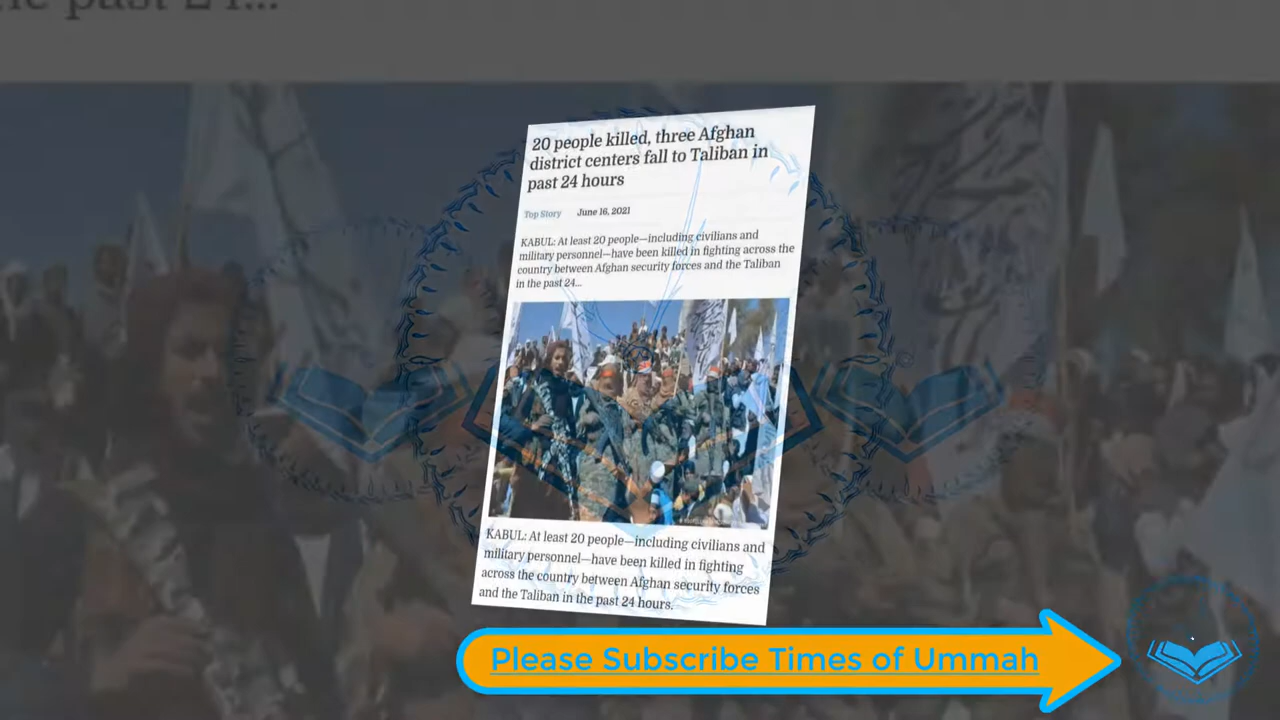 he past 24...
20 people killed, three Afghan
district centers fall to Taliban in
past 24 hours
Top Story June 16, 2021
KABUL: At least 20 people—including civilians and
military personnel—have been killed in fighting across the
country between Afghan security forces and the Taliban
in the past 24...
KABUL: At least 20 people—including civilians and
military personnel—have been killed in fighting
across the country between Afghan security forces
and the Taliban in the past 24 hours.
Please Subscribe Times of Ummah